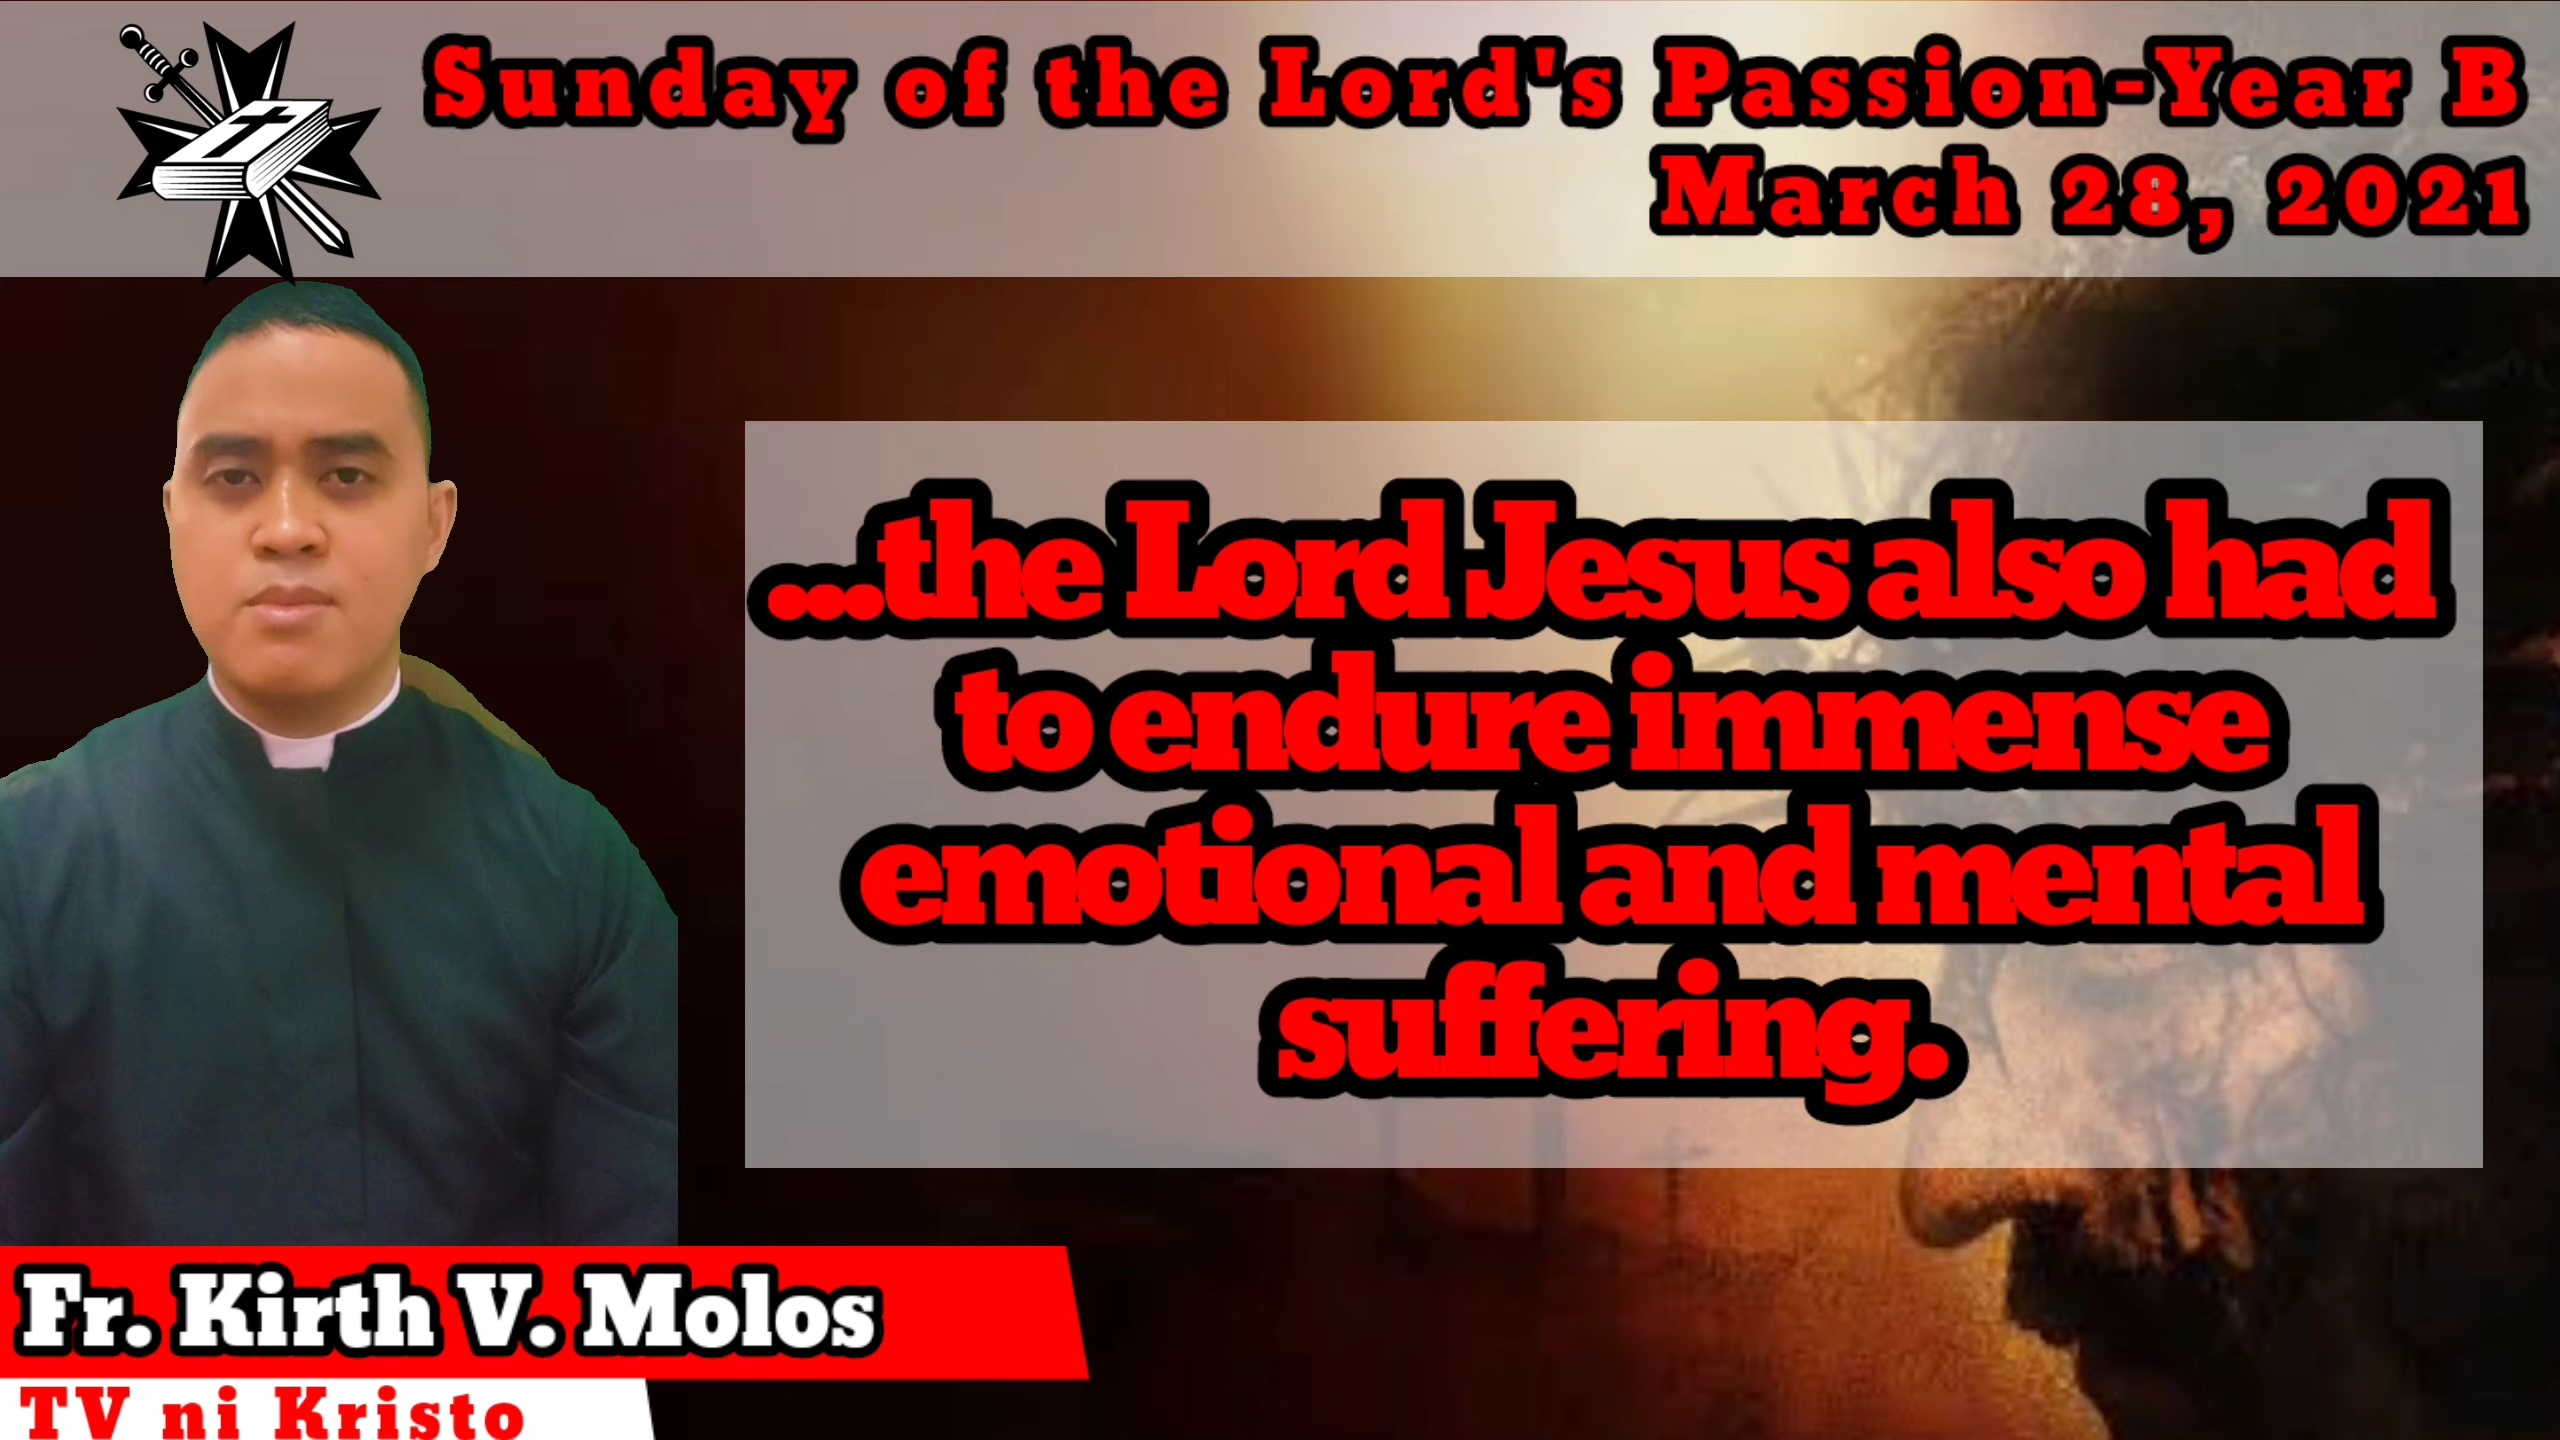 Sunday of the Lord's Passion-Year B
March 28, 2021
...the Lord Jesus also had
to endure immense
emotional and mental
suffering.
Fr. Kirth V. Molos
TV ni Kristo